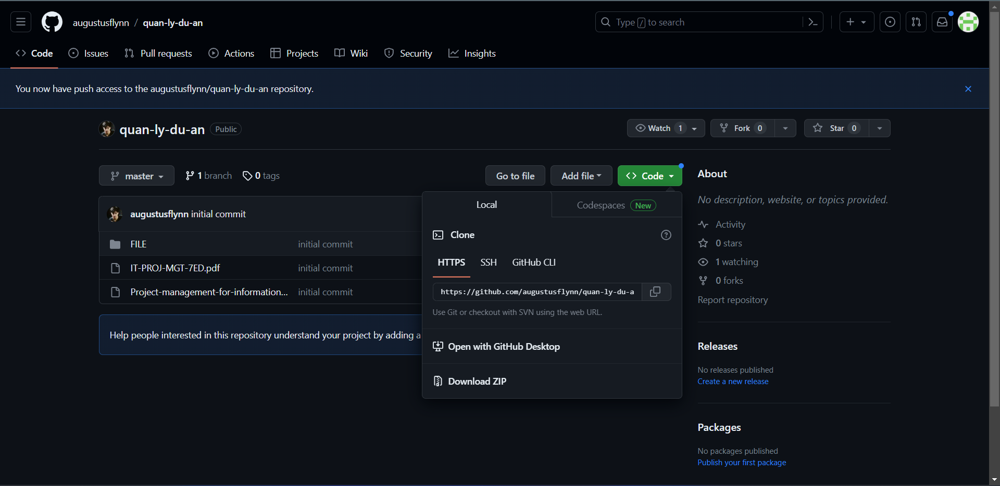 augustusflynn / quan-ly-du-an
Type / to search
Code Issues Pull requests Actions Projects Wiki Security Insights
You now have push access to the augustusflynn/quan-ly-du-an repository.
quan-ly-du-an Public
Watch 1 Fork 0 Star 0
master 1 branch 0 tags
Go to file Add file Code
augustusflynn initial commit
FILE initial commit
IT-PROJ-MGT-7ED.pdf initial commit
Project-management-for-information... initial commit
Help people interested in this repository understand your project by adding a
Local Codespaces New
Clone
HTTPS SSH GitHub CLI
https://github.com/augustusflynn/quan-ly-du-a
Use Git or checkout with SVN using the web URL.
Open with GitHub Desktop
Download ZIP
About
No description, website, or topics provided.
Activity
0 stars
1 watching
0 forks
Report repository
Releases
No releases published
Create a new release
Packages
No packages published
Publish your first package